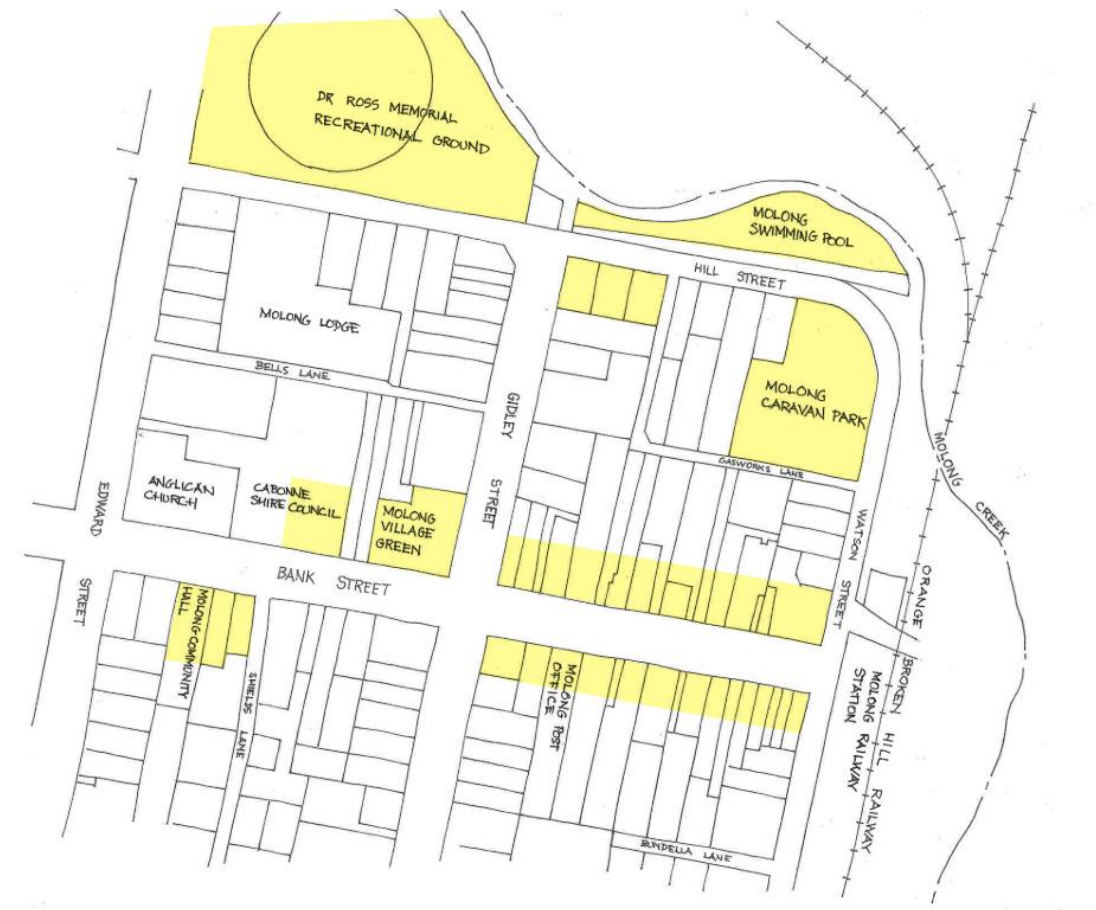 DR ROSS MEMORIAL
RECREATIONAL GROUND
MOLONG
SWIMMING POOL
HILL STREET
MOLONG LODGE
BELLS LANE
GIDLEY
STREET
MOLONG
CARAVAN PARK
GASWORKS LANE
MOLONG
CREEK
ANGLICAN
CHURCH
CABONNE
SHIRE COUNCIL
MOLONG
VILLAGE
GREEN
EDWARD
STREET
WATSON
STREET
ORANGE
BROKEN HILL RAILWAY
BANK STREET
MOLONG COMMUNITY
HALL
SHIELDS LANE
MOLONG POST
OFFICE
MOLONG RAILWAY
STATION RAILWAY
BUNDELLA LANE